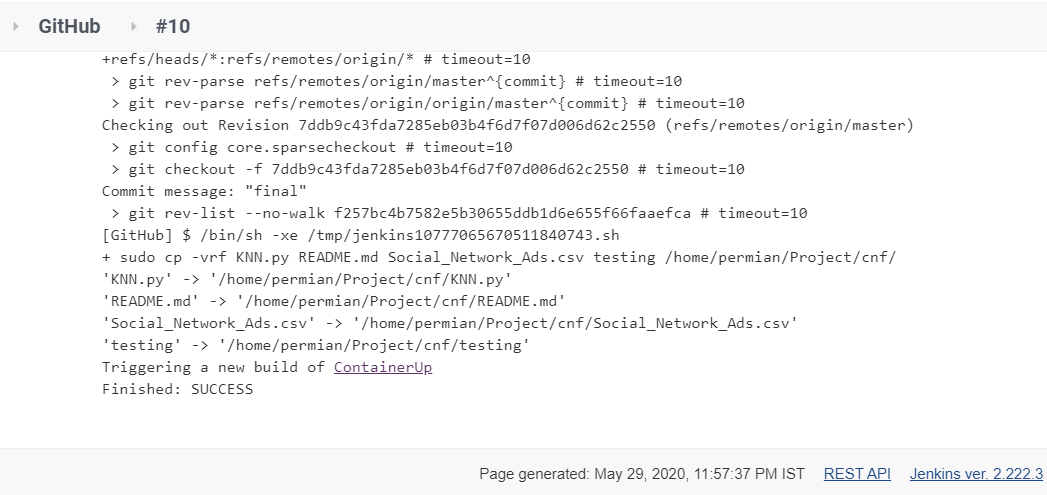 GitHub #10
+refs/heads/*:refs/remotes/origin/* # timeout=10
> git rev-parse refs/remotes/origin/master^{commit} # timeout=10
> git rev-parse refs/remotes/origin/origin/master^{commit} # timeout=10
Checking out Revision 7ddb9c43fda7285eb03b4f6d7f07d006d62c2550 (refs/remotes/origin/master)
> git config core.sparsecheckout # timeout=10
> git checkout -f 7ddb9c43fda7285eb03b4f6d7f07d006d62c2550 # timeout=10
Commit message: "final"
> git rev-list --no-walk f257bc4b7582e5b30655ddb1d6e655f66faaefca # timeout=10
[GitHub] $ /bin/sh -xe /tmp/jenkins10777065670511840743.sh
+ sudo cp -vrf KNN.py README.md Social_Network_Ads.csv testing /home/permian/Project/cnf/
'KNN.py' -> '/home/permian/Project/cnf/KNN.py'
'README.md' -> '/home/permian/Project/cnf/README.md'
'Social_Network_Ads.csv' -> '/home/permian/Project/cnf/Social_Network_Ads.csv'
'testing' -> '/home/permian/Project/cnf/testing'
Triggering a new build of ContainerUp
Finished: SUCCESS
Page generated: May 29, 2020, 11:57:37 PM IST REST API Jenkins ver. 2.222.3